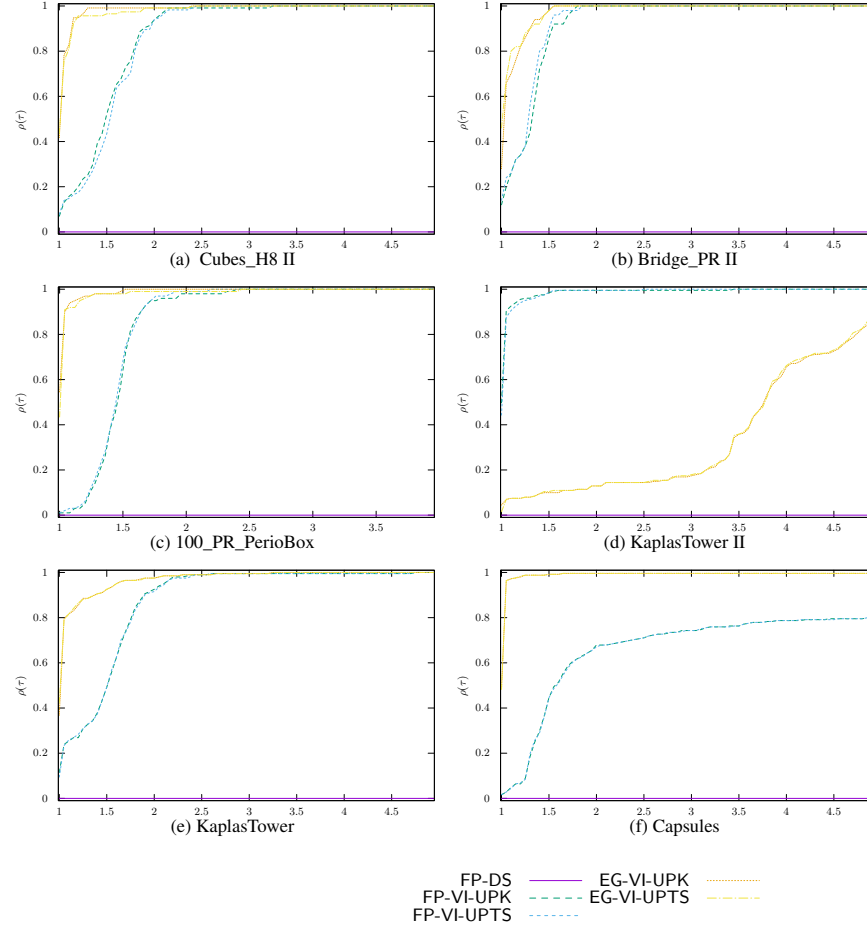 1
0.8
0.6
0.4
0.2
0
ρ(τ)
1 1.5 2 2.5 3 3.5 4 4.5
(a) Cubes_H8 II
1
0.8
0.6
0.4
0.2
0
ρ(τ)
1 1.5 2 2.5 3 3.5 4 4.5
(b) Bridge_PR II
1
0.8
0.6
0.4
0.2
0
ρ(τ)
1 1.5 2 2.5 3 3.5
(c) 100_PR_PerioBox
1
0.8
0.6
0.4
0.2
0
ρ(τ)
1 1.5 2 2.5 3 3.5 4 4.5
(d) KaplasTower II
1
0.8
0.6
0.4
0.2
0
ρ(τ)
1 1.5 2 2.5 3 3.5 4 4.5
(e) KaplasTower
1
0.8
0.6
0.4
0.2
0
ρ(τ)
1 1.5 2 2.5 3 3.5 4 4.5
(f) Capsules
FP-DS EG-VI-UPK
FP-VI-UPK EG-VI-UPTS
FP-VI-UPTS